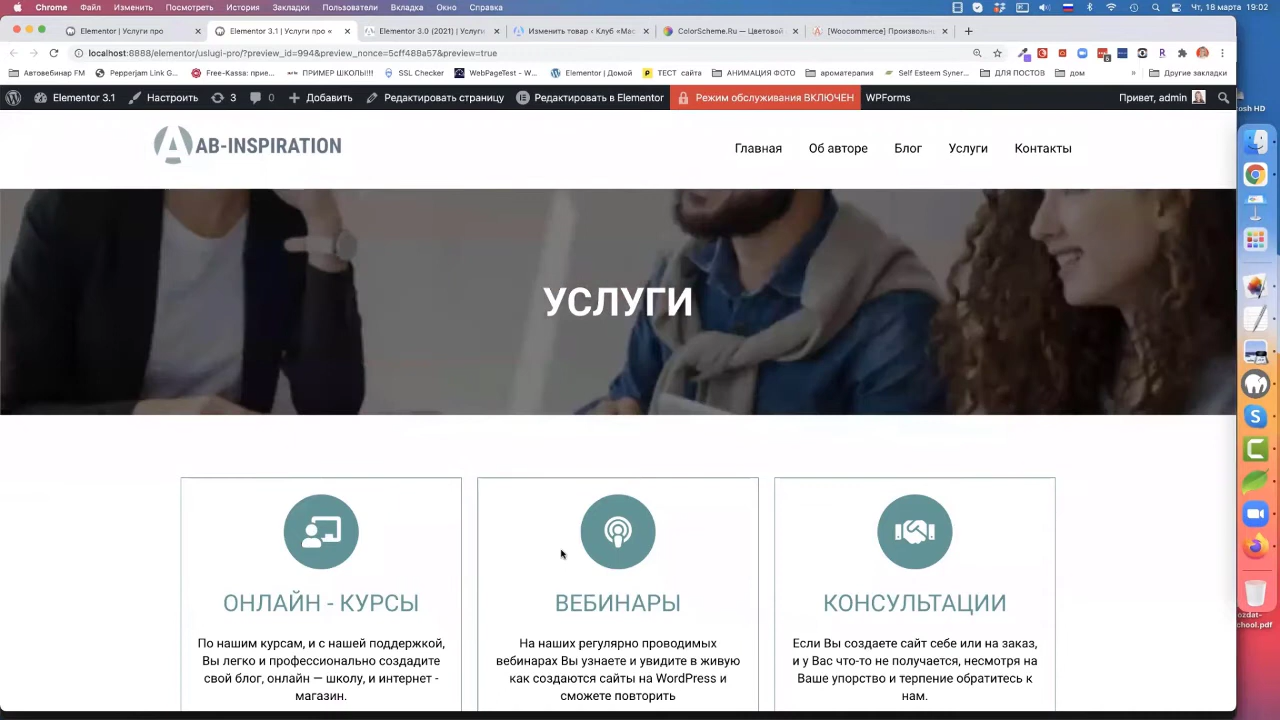 Chrome Файл Изменить Посмотреть История Закладки Пользователи Вкладка Окно Справка Чт, 18 марта 19:02
Elementor | Услуги про Elementor 3.1 | Услуги про « Elementor 3.0 (2021) | Услуги Изменить товар ‹ Клуб «Мас ColorScheme.Ru — Цветовой [Woocommerce] Произвольн
localhost:8888/elementor/uslugi-pro/?preview_id=994&preview_nonce=5cff488a57&preview=true
Автовебинар FM Pepperjam Link G... Free-Kassa: прие... ПРИМЕР ШКОЛЫ!!!! SSL Checker WebPageTest - W... Elementor | Домой ТЕСТ сайта АНИМАЦИЯ ФОТО ароматерапия Self Esteem Syner... ДЛЯ ПОСТОВ дом » Другие закладки
Elementor 3.1 Настроить 3 0 Добавить Редактировать страницу Редактировать в Elementor Режим обслуживания ВКЛЮЧЕН WPForms Привет, admin
osh HD
AB-INSPIRATION
Главная Об авторе Блог Услуги Контакты
УСЛУГИ
ОНЛАЙН - КУРСЫ ВЕБИНАРЫ КОНСУЛЬТАЦИИ
По нашим курсам, и с нашей поддержкой, На наших регулярно проводимых Если Вы создаете сайт себе или на заказ,
Вы легко и профессионально создадите вебинарах Вы узнаете и увидите в живую и у Вас что-то не получается, несмотря на
свой блог, онлайн — школу, и интернет - как создаются сайты на WordPress и Ваше упорство и терпение обратитесь к
магазин. сможете повторить нам.
ozdat-
chool.pdf